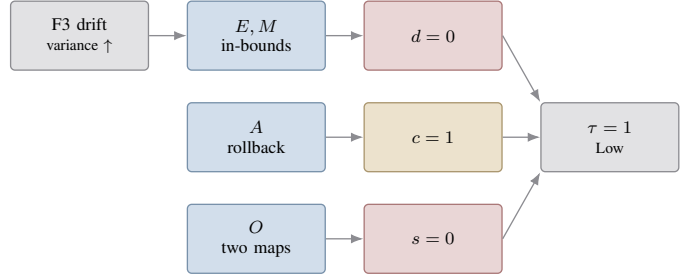 F3 drift
variance ↑
E, M
in-bounds
d = 0
A
rollback
c = 1
τ = 1
Low
O
two maps
s = 0